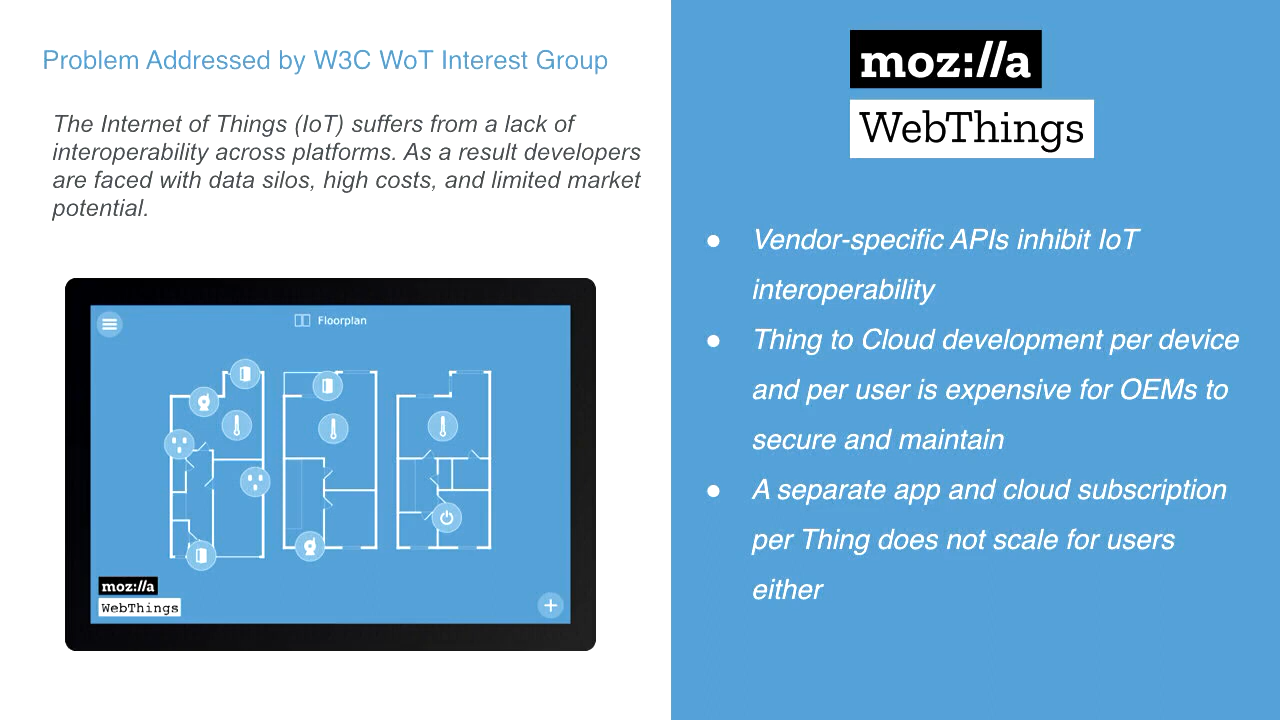 Problem Addressed by W3C WoT Interest Group
The Internet of Things (IoT) suffers from a lack of
interoperability across platforms. As a result developers
are faced with data silos, high costs, and limited market
potential.
Floorplan
moz://a
WebThings
moz://a
WebThings
● Vendor-specific APIs inhibit IoT
interoperability
● Thing to Cloud development per device
and per user is expensive for OEMs to
secure and maintain
● A separate app and cloud subscription
per Thing does not scale for users
either